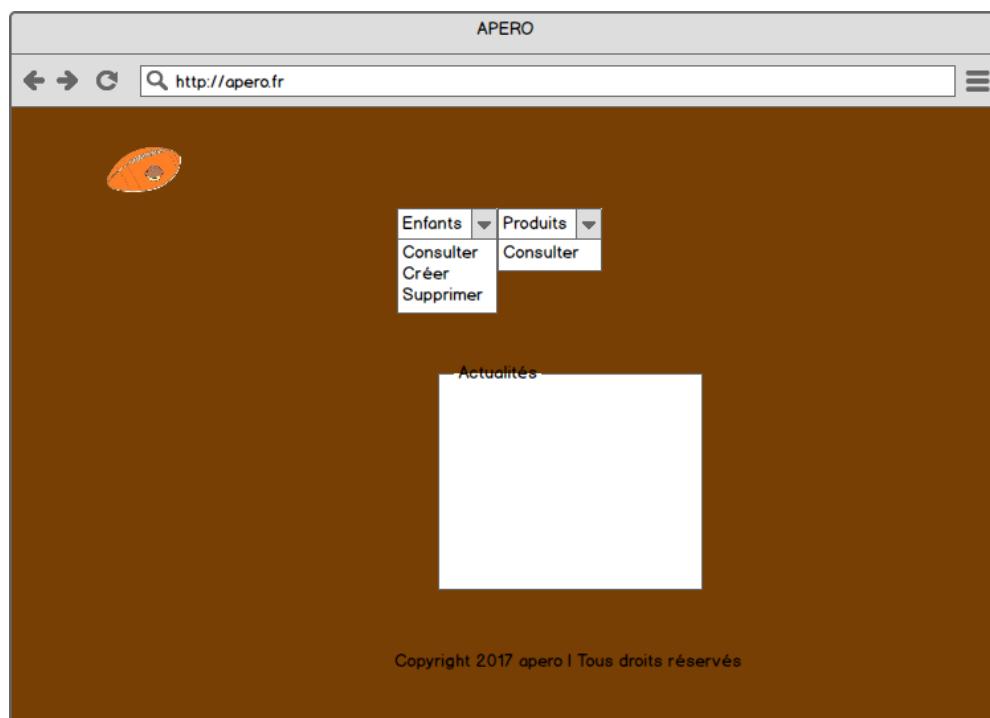 APERO
http://apero.fr
Enfants Produits
Consulter Consulter
Créer
Supprimer
Actualités
Copyright 2017 apero | Tous droits réservés